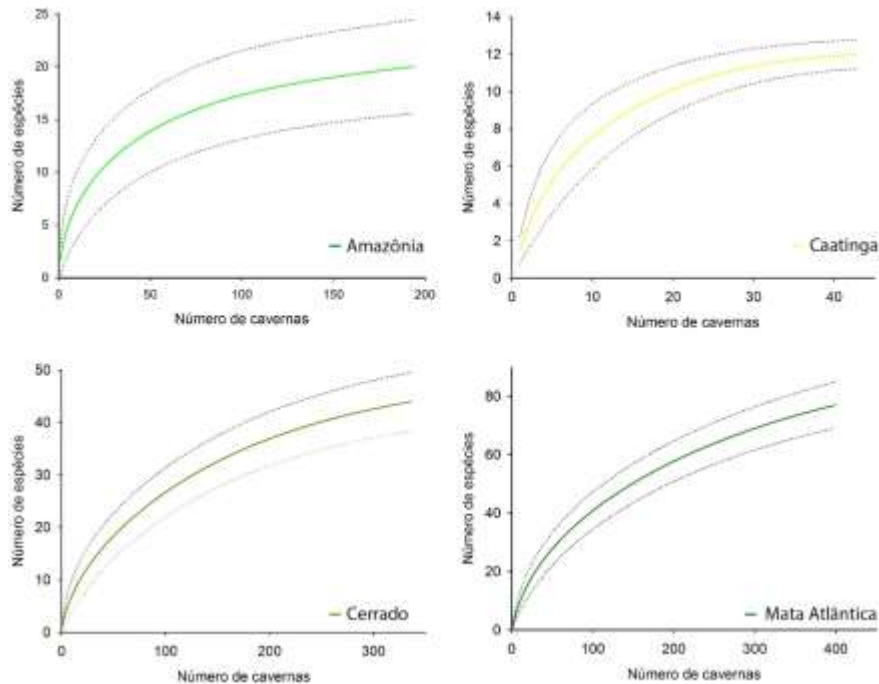 25
20
15
10
5
0
Número de espécies
0 50 100 150 200
Número de cavernas
Amazônia
14
12
10
8
6
4
2
0
Número de espécies
0 10 20 30 40
Número de cavernas
Caatinga
50
40
30
20
10
0
Número de espécies
0 100 200 300
Número de cavernas
Cerrado
80
60
40
20
0
Número de espécies
0 100 200 300 400
Número de cavernas
Mata Atlântica